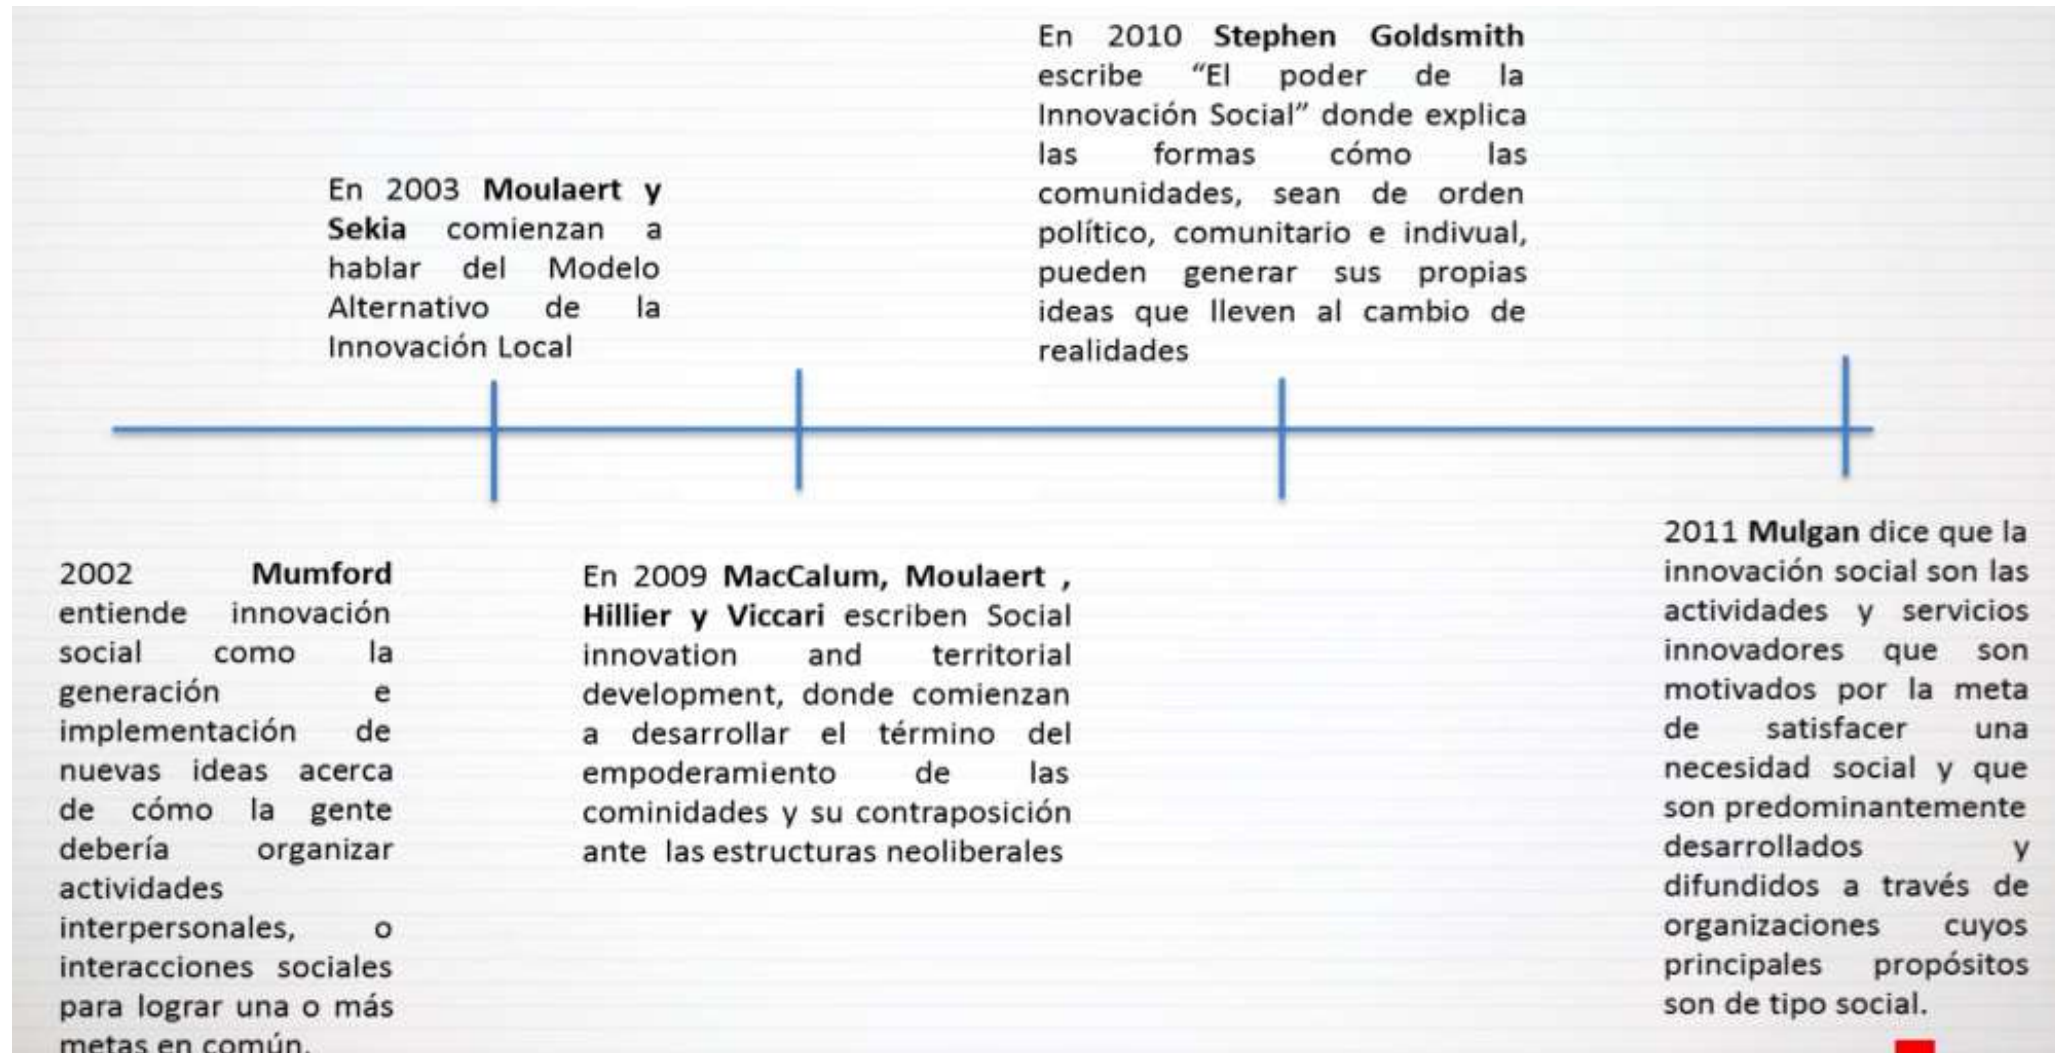 En 2010 Stephen Goldsmith
escribe “El poder de la
Innovación Social” donde explica
las formas cómo las
comunidades, sean de orden
político, comunitario e indivual,
pueden generar sus propias
ideas que lleven al cambio de
realidades
En 2003 Moulaert y
Sekia comienzan a
hablar del Modelo
Alternativo de la
Innovación Local
2002 Mumford
entiende innovación
social como la
generación e
implementación de
nuevas ideas acerca
de cómo la gente
debería organizar
actividades
interpersonales, o
interacciones sociales
para lograr una o más
metas en común.
En 2009 MacCalum, Moulaert ,
Hillier y Viccari escriben Social
innovation and territorial
development, donde comienzan
a desarrollar el término del
empoderamiento de las
cominidades y su contraposición
ante las estructuras neoliberales
2011 Mulgan dice que la
innovación social son las
actividades y servicios
innovadores que son
motivados por la meta
de satisfacer una
necesidad social y que
son predominantemente
desarrollados y
difundidos a través de
organizaciones cuyos
principales propósitos
son de tipo social.